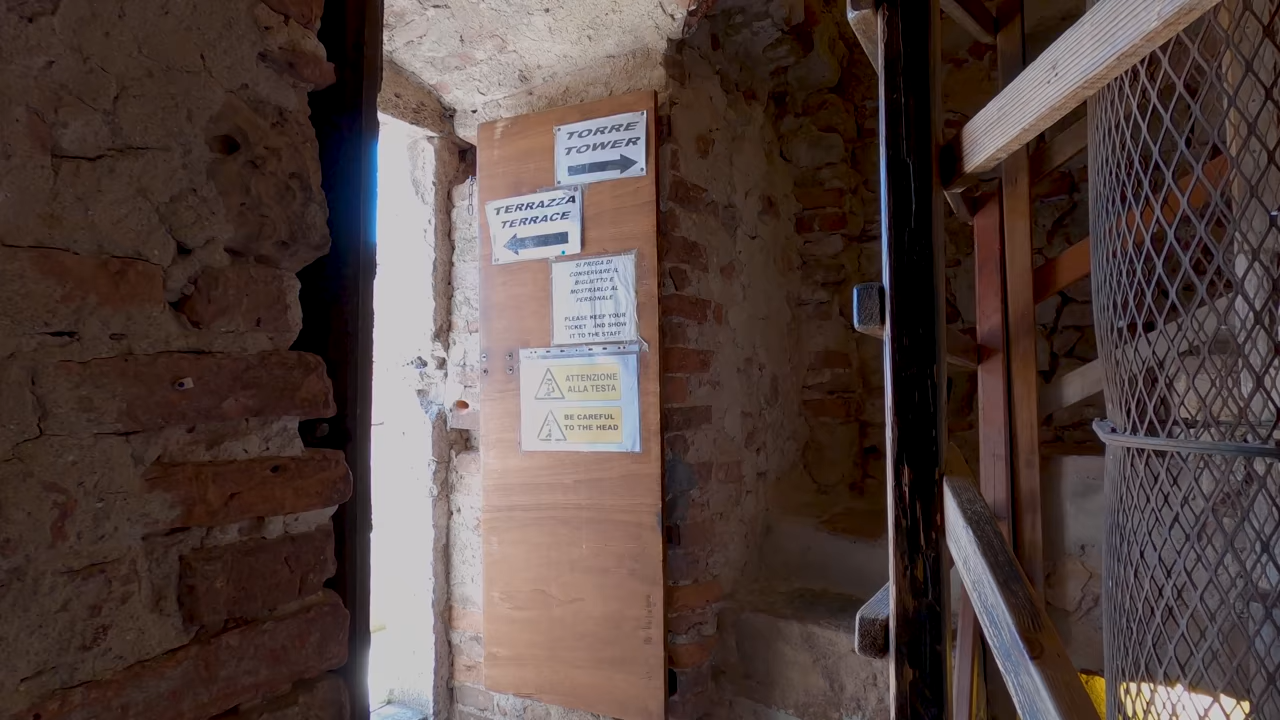 TORRE
TOWER
TERRAZZA
TERRACE
SI PREGA DI
CONSERVARE IL
BIGLIETTO E
MOSTRARLO AL
PERSONALE
PLEASE KEEP YOUR
TICKET AND SHOW
IT TO THE STAFF
ATTENZIONE
ALLA TESTA
BE CAREFUL
TO THE HEAD